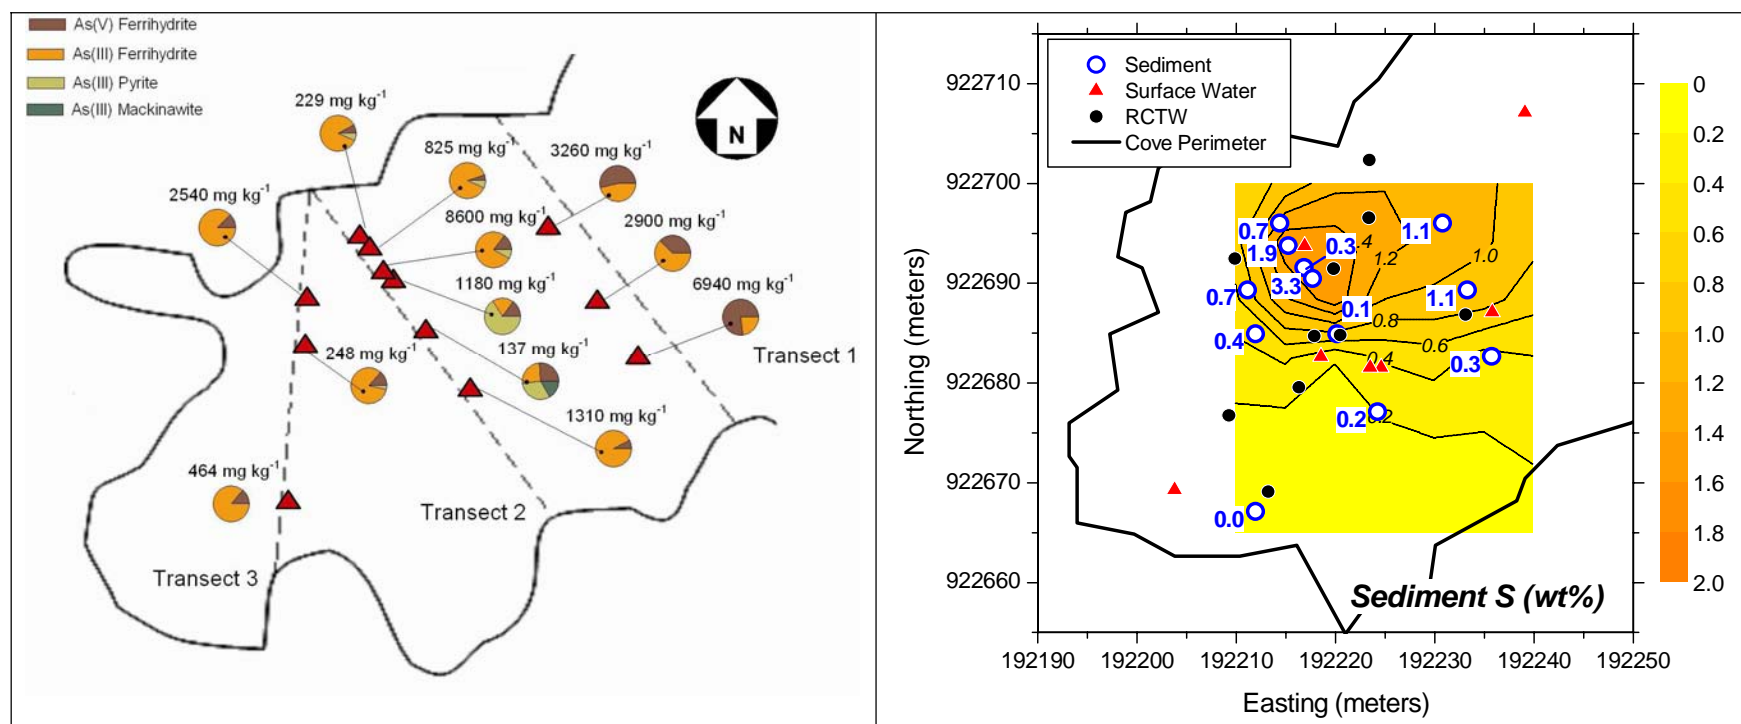 As(V) Ferrihydrite
As(III) Ferrihydrite
As(III) Pyrite
As(III) Mackinawite
N
229 mg kg⁻¹
825 mg kg⁻¹
3260 mg kg⁻¹
2540 mg kg⁻¹
8600 mg kg⁻¹
2900 mg kg⁻¹
1180 mg kg⁻¹
6940 mg kg⁻¹
248 mg kg⁻¹
137 mg kg⁻¹
Transect 1
1310 mg kg⁻¹
464 mg kg⁻¹
Transect 2
Transect 3
Sediment
Surface Water
RCTW
Cove Perimeter
922710
922700
922690
922680
922670
922660
Northing (meters)
0.7
1.9
0.3
1.1
3.3
0.7
0.1
1.1
0.4
0.3
0.2
0.0
.4
1.2
1.0
0.8
0.6
0.4
0.2
Sediment S (wt%)
192190
192200
192210
192220
192230
192240
192250
Easting (meters)
0
0.2
0.4
0.6
0.8
1.0
1.2
1.4
1.6
1.8
2.0